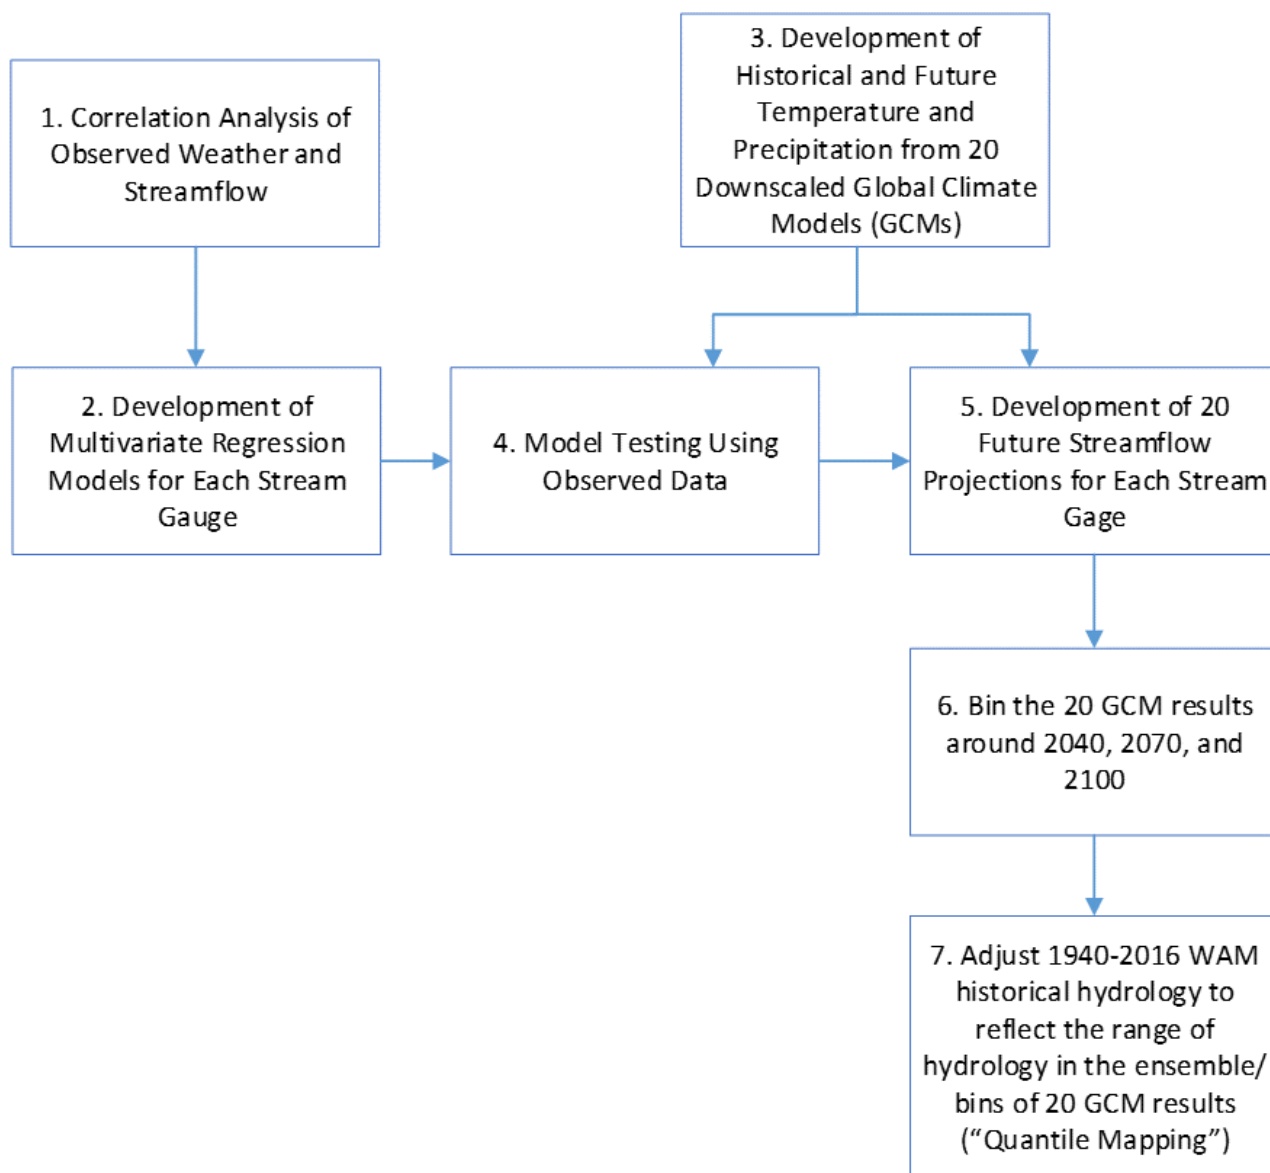 1. Correlation Analysis of
Observed Weather and
Streamflow
3. Development of
Historical and Future
Temperature and
Precipitation from 20
Downscaled Global Climate
Models (GCMs)
2. Development of
Multivariate Regression
Models for Each Stream
Gauge
4. Model Testing Using
Observed Data
5. Development of 20
Future Streamflow
Projections for Each Stream
Gage
6. Bin the 20 GCM results
around 2040, 2070, and
2100
7. Adjust 1940-2016 WAM
historical hydrology to
reflect the range of
hydrology in the ensemble/
bins of 20 GCM results
(“Quantile Mapping”)